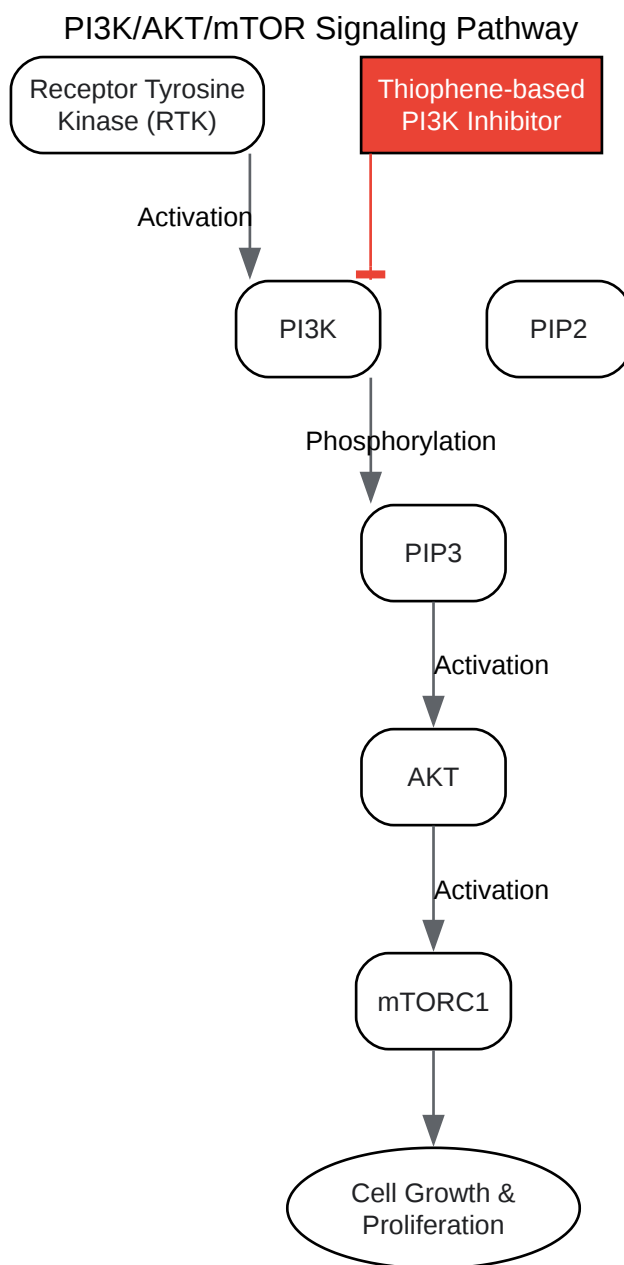 PI3K/AKT/mTOR Signaling Pathway
Receptor Tyrosine
Kinase (RTK)
Thiophene-based
PI3K Inhibitor
Activation
PI3K
PIP2
Phosphorylation
PIP3
Activation
AKT
Activation
mTORC1
Cell Growth &
Proliferation